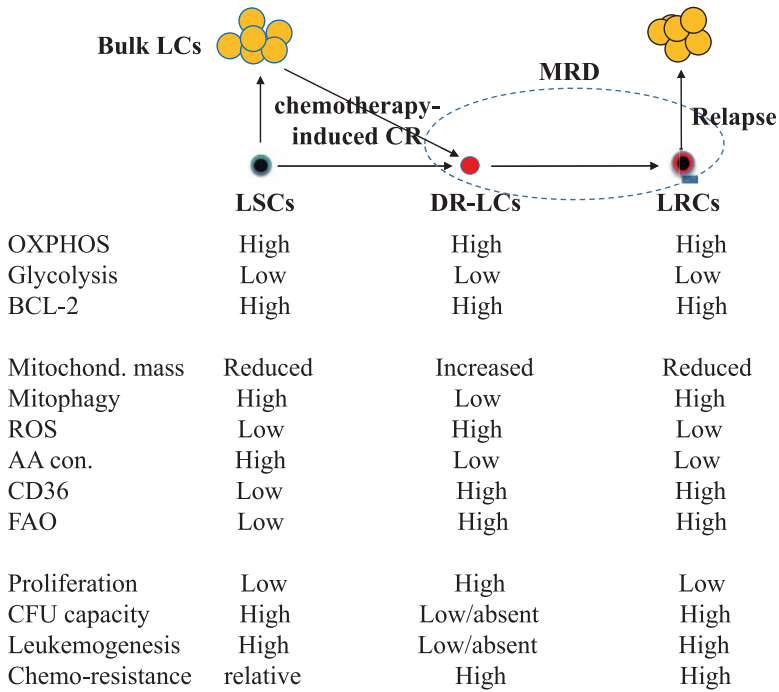 Bulk LCs
MRD
chemotherapy-
induced CR
Relapse
LSCs DR-LCs LRCs
OXPHOS High High High
Glycolysis Low Low Low
BCL-2 High High High
Mitochond. mass Reduced Increased Reduced
Mitophagy High Low High
ROS Low High Low
AA con. High Low Low
CD36 Low High High
FAO Low High High
Proliferation Low High Low
CFU capacity High Low/absent High
Leukemogenesis High Low/absent High
Chemo-resistance relative High High